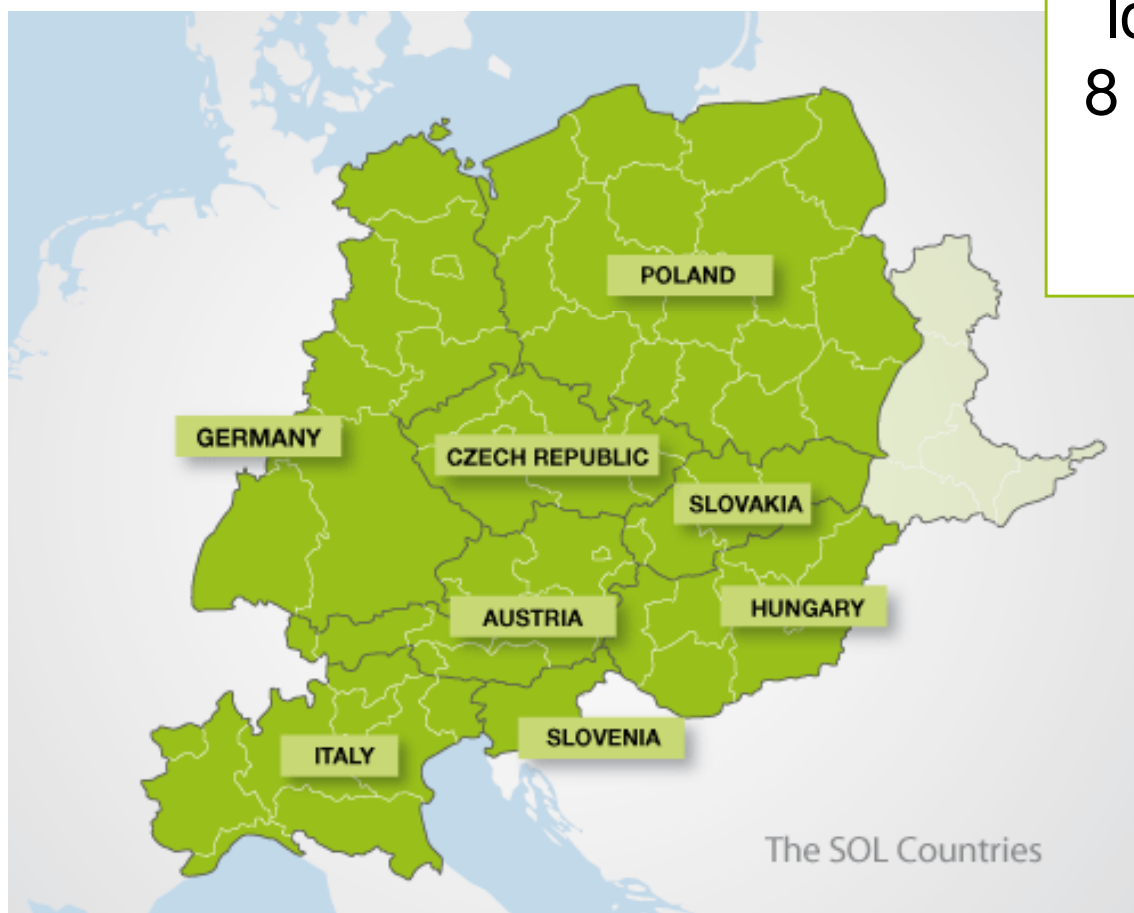 8
POLAND
GERMANY
CZECH REPUBLIC
SLOVAKIA
HUNGARY
AUSTRIA
SLOVENIA
ITALY
The SOL Countries